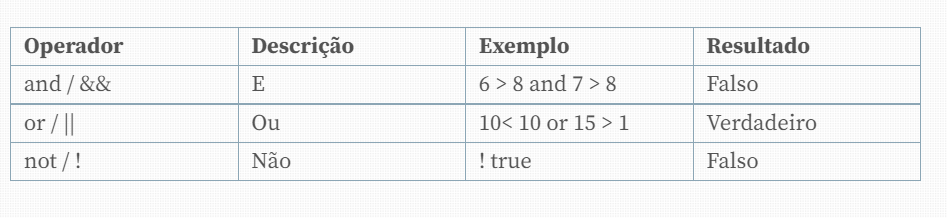 Operador Descrição Exemplo Resultado
and / && E 6 > 8 and 7 > 8 Falso
or / || Ou 10< 10 or 15 > 1 Verdadeiro
not / ! Não ! true Falso